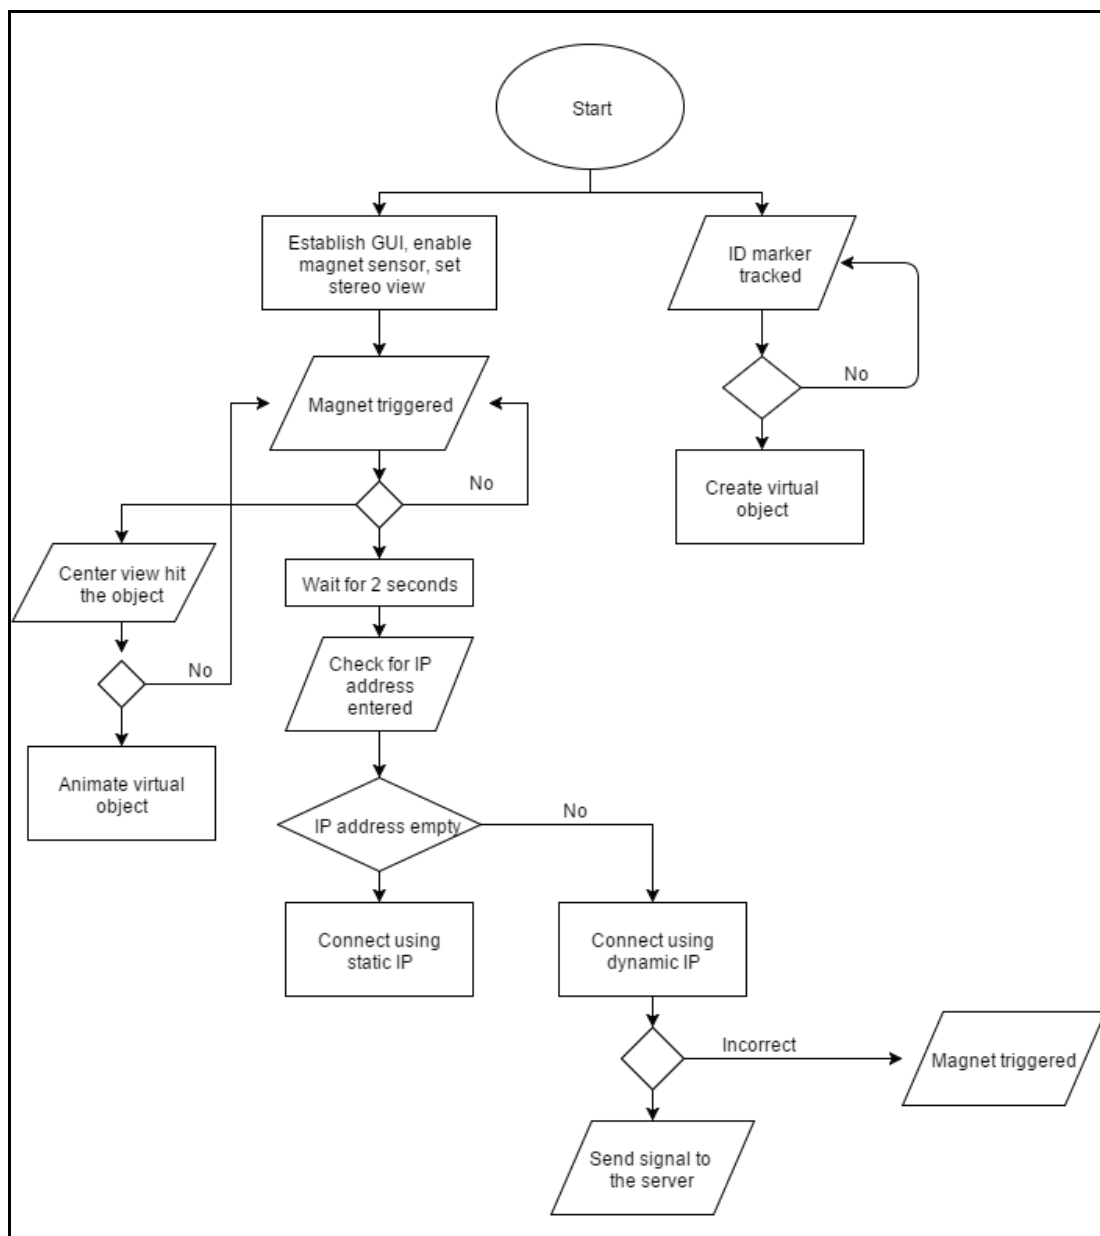 Start
Establish GUI, enable
magnet sensor, set
stereo view
ID marker
tracked
No
Magnet triggered
No
Create virtual
object
Center view hit
the object
Wait for 2 seconds
No
Check for IP
address
entered
Animate virtual
object
IP address empty
No
Connect using
static IP
Connect using
dynamic IP
Incorrect
Magnet triggered
Send signal to
the server